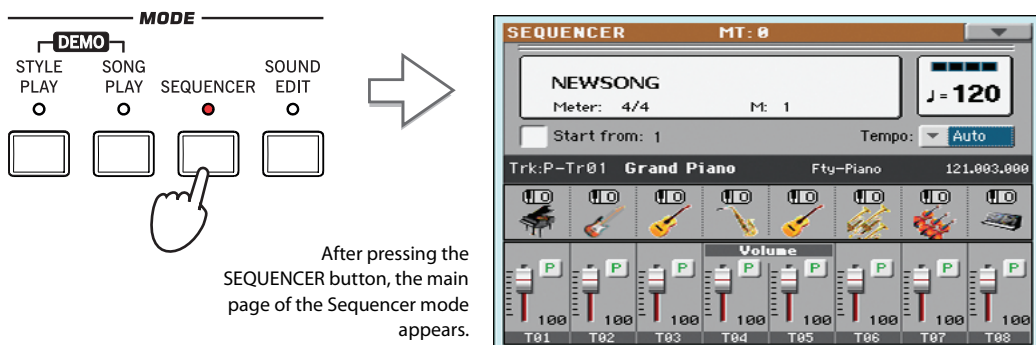 MODE
DEMO
STYLE PLAY
SONG PLAY
SEQUENCER
SOUND EDIT
After pressing the
SEQUENCER button, the main
page of the Sequencer mode
appears.
SEQUENCER MT: 0
NEWSONG
Meter: 4/4 M: 1
♩= 120
Start from: 1 Tempo: Auto
Trk:P-Tr01 Grand Piano Fty-Piano 121.003.000
Volume
P P P P P P P P
100 100 100 100 100 100 100 100
T01 T02 T03 T04 T05 T06 T07 T08